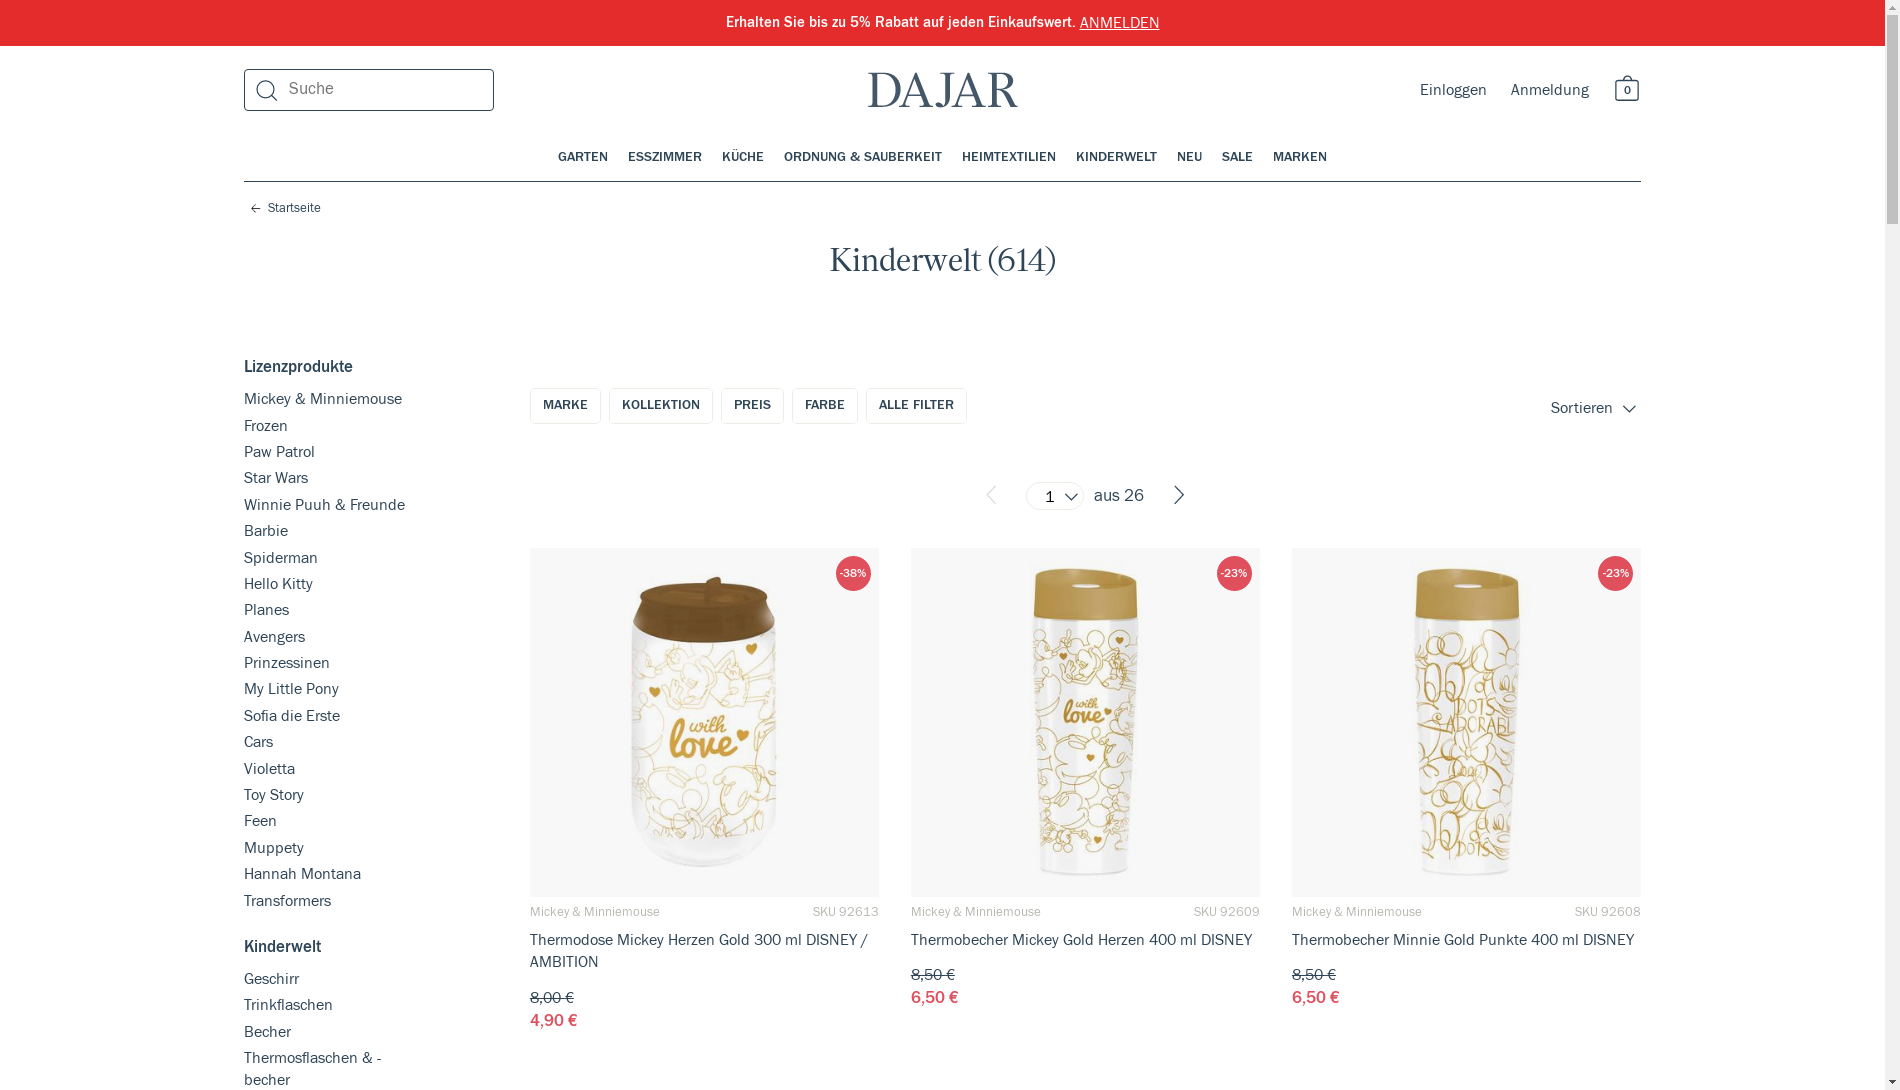 Erhalten Sie bis zu 5% Rabatt auf jeden Einkaufswert. ANMELDEN
Suche
DAJAR
Einloggen
Anmeldung
0
GARTEN ESSZIMMER KÜCHE ORDNUNG & SAUBERKEIT HEIMTEXTILIEN KINDERWELT NEU SALE MARKEN
Startseite
Kinderwelt (614)
Lizenzprodukte
Mickey & Minniemouse
Frozen
Paw Patrol
Star Wars
Winnie Puuh & Freunde
Barbie
Spiderman
Hello Kitty
Planes
Avengers
Prinzessinen
My Little Pony
Sofia die Erste
Cars
Violetta
Toy Story
Feen
Muppety
Hannah Montana
Transformers
Kinderwelt
Geschirr
Trinkflaschen
Becher
Thermosflaschen & -
becher
MARKE KOLLEKTION PREIS FARBE ALLE FILTER
Sortieren
1 aus 26
-38%
with
love
Mickey & Minniemouse SKU 92613
Thermodose Mickey Herzen Gold 300 ml DISNEY /
AMBITION
8,00 €
4,90 €
-23%
with
love
Mickey & Minniemouse SKU 92609
Thermobecher Mickey Gold Herzen 400 ml DISNEY
8,50 €
6,50 €
-23%
DOTS
DOTS
Mickey & Minniemouse SKU 92608
Thermobecher Minnie Gold Punkte 400 ml DISNEY
8,50 €
6,50 €